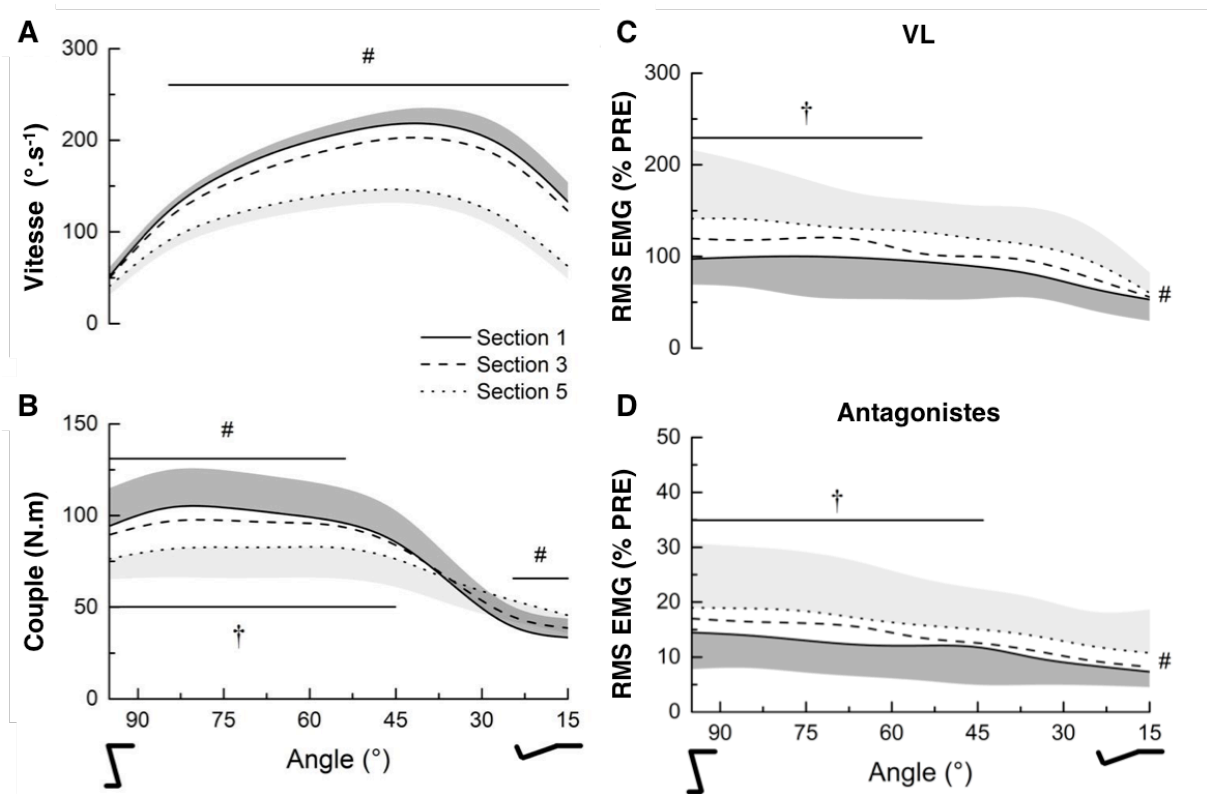 A
300
200
100
0
Vitesse (°.s⁻¹)
#
Section 1
Section 3
Section 5
B
150
100
50
0
Couple (N.m)
#
#
†
90 75 60 45 30 15
Angle (°)
C
VL
300
200
100
0
RMS EMG (% PRE)
†
#
D
Antagonistes
50
40
30
20
10
0
RMS EMG (% PRE)
†
#
90 75 60 45 30 15
Angle (°)